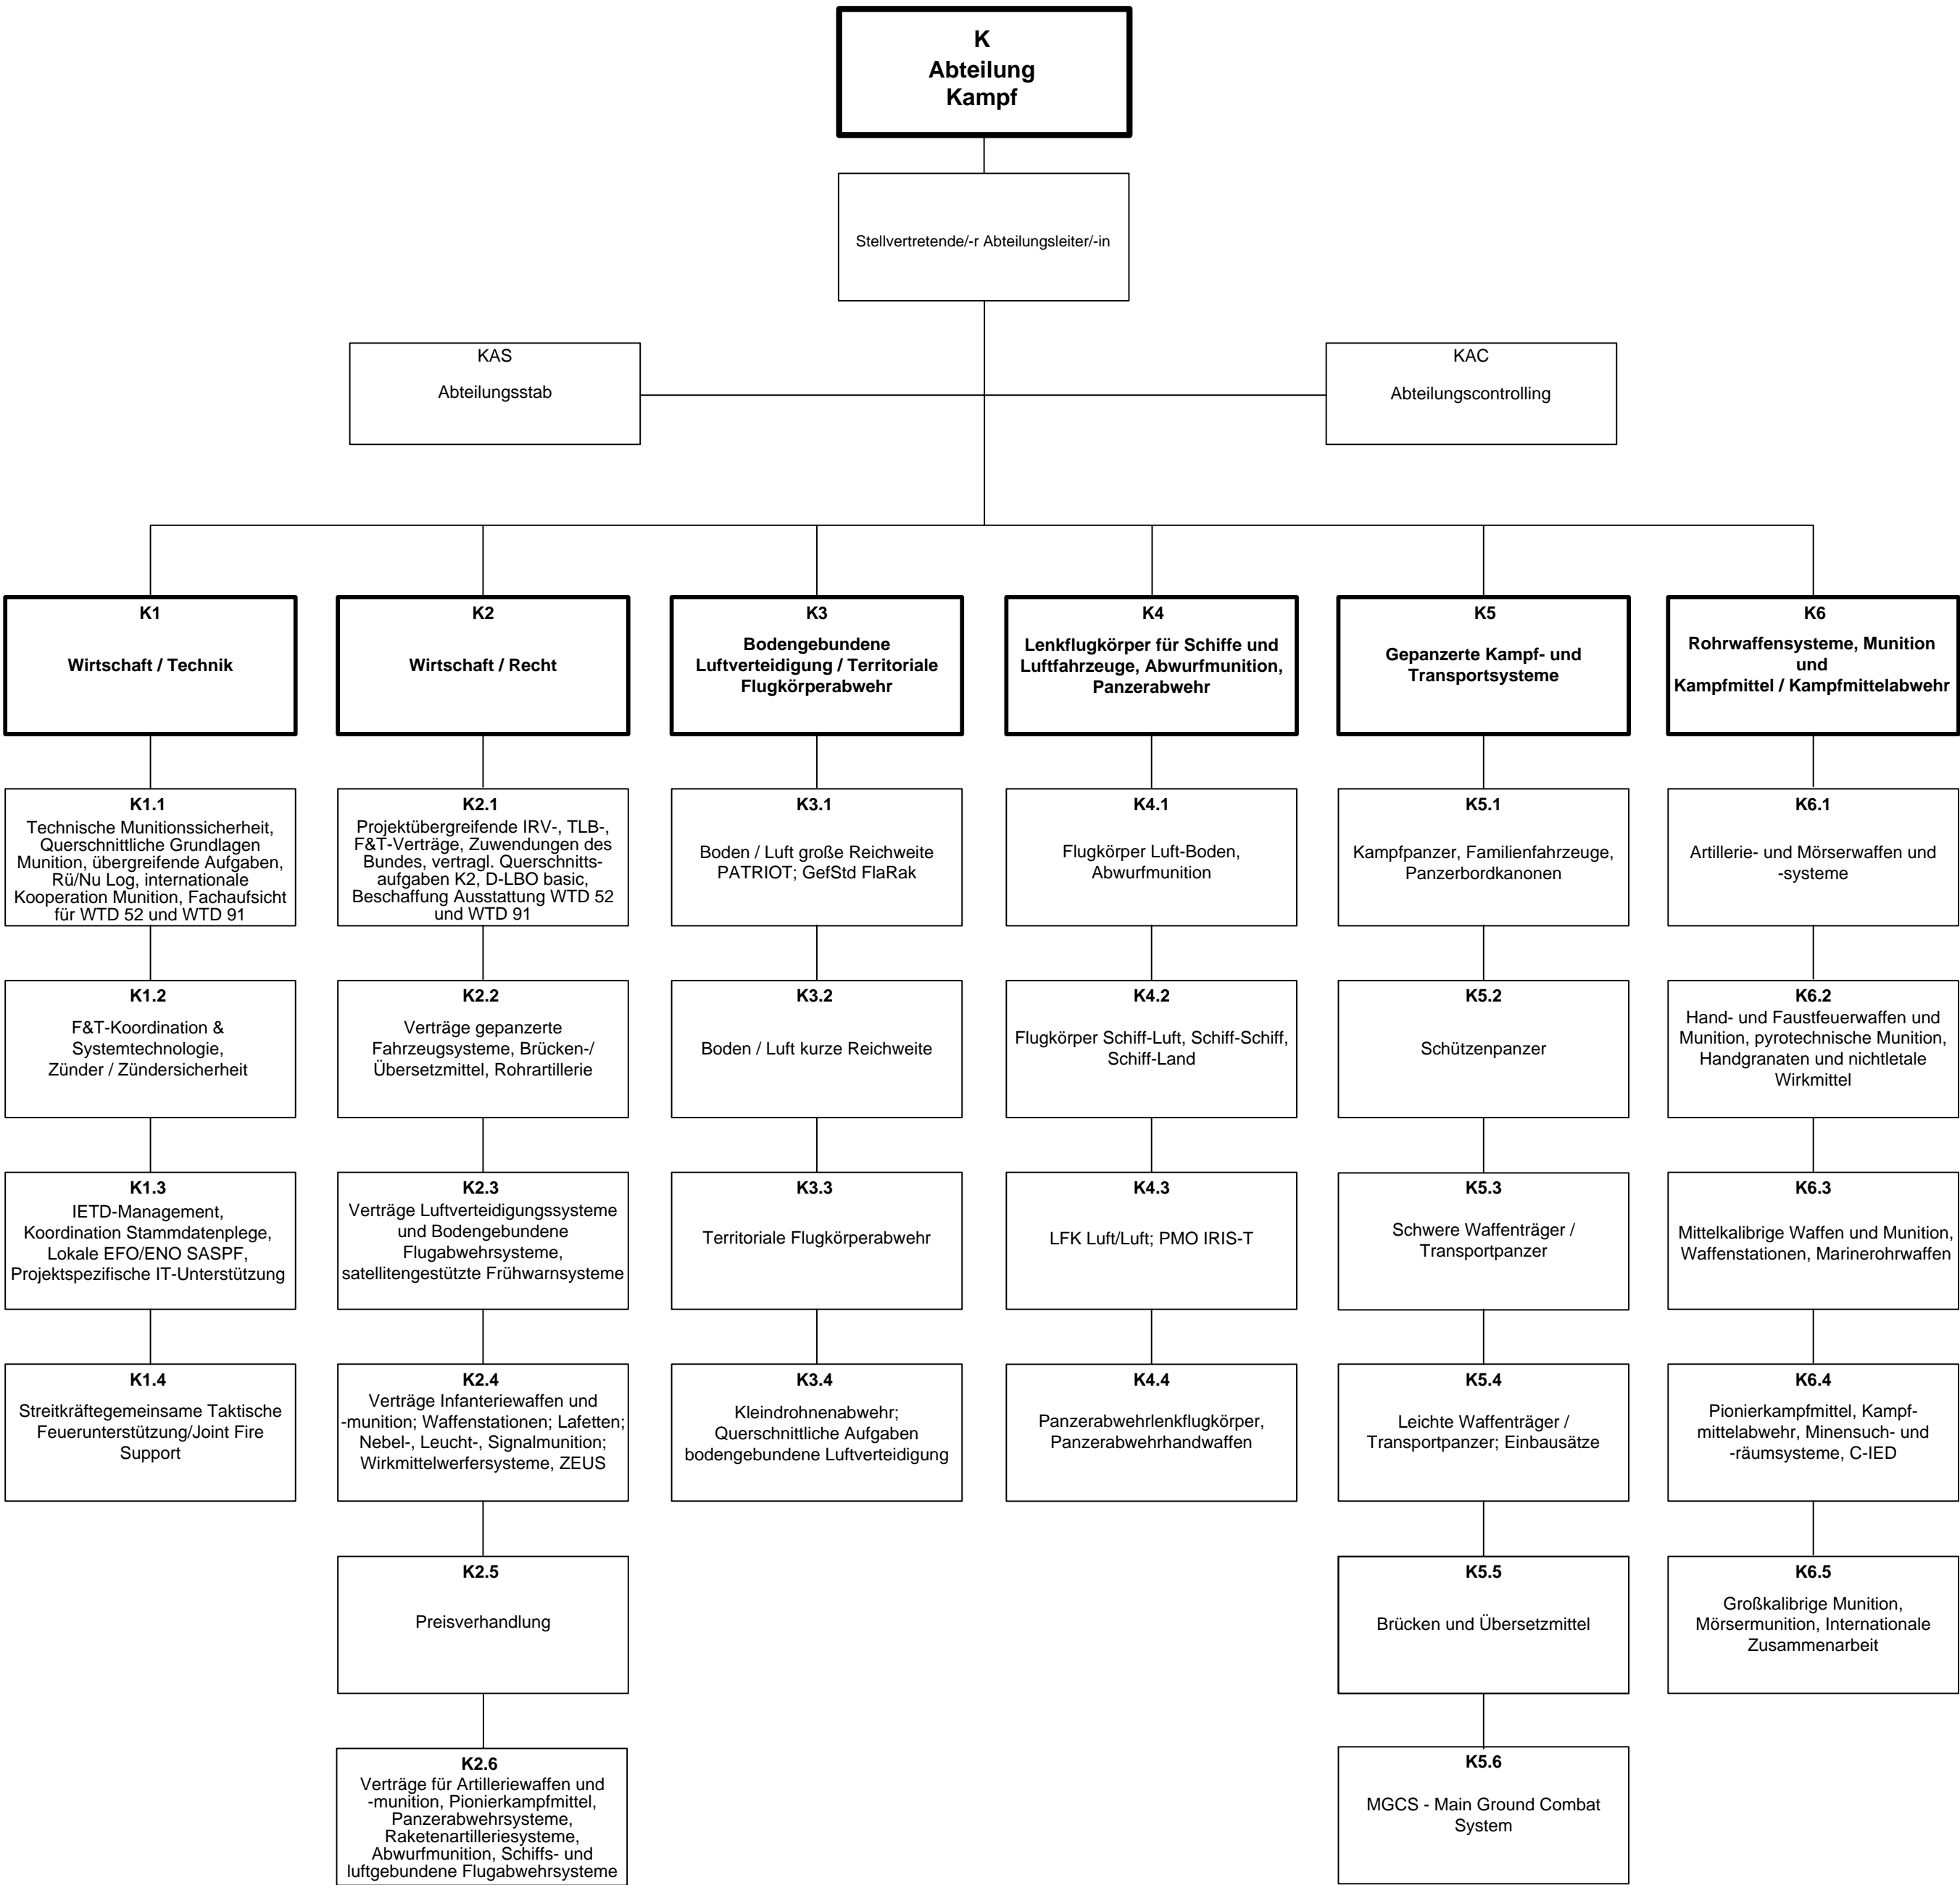 K
Abteilung
Kampf
Stellvertretende/-r Abteilungsleiter/-in
KAS
Abteilungsstab
KAC
Abteilungscontrolling
K1
Wirtschaft / Technik
K1.1
Technische Munitionssicherheit,
Querschnittliche Grundlagen
Munition, übergreifende Aufgaben,
Rü/Nu Log, internationale
Kooperation Munition, Fachaufsicht
für WTD 52 und WTD 91
K1.2
F&T-Koordination &
Systemtechnologie,
Zünder / Zündersicherheit
K1.3
IETD-Management,
Koordination Stammdatenplege,
Lokale EFO/ENO SASPF,
Projektspezifische IT-Unterstützung
K1.4
Streitkräftegemeinsame Taktische
Feuerunterstützung/Joint Fire
Support
K2
Wirtschaft / Recht
K2.1
Projektübergreifende IRV-, TLB-,
F&T-Verträge, Zuwendungen des
Bundes, vertragl. Querschnitts-
aufgaben K2, D-LBO basic,
Beschaffung Ausstattung WTD 52
und WTD 91
K2.2
Verträge gepanzerte
Fahrzeugsysteme, Brücken-/
Übersetzmittel, Rohrartillerie
K2.3
Verträge Luftverteidigungssysteme
und Bodengebundene
Flugabwehrsysteme,
satellitengestützte Frühwarnsysteme
K2.4
Verträge Infanteriewaffen und
-munition; Waffenstationen; Lafetten;
Nebel-, Leucht-, Signalmunition;
Wirkmittelwerfersysteme, ZEUS
K2.5
Preisverhandlung
K2.6
Verträge für Artilleriewaffen und
-munition, Pionierkampfmittel,
Panzerabwehrsysteme,
Raketenartilleriesysteme,
Abwurfmunition, Schiffs- und
luftgebundene Flugabwehrsysteme
K3
Bodengebundene
Luftverteidigung / Territoriale
Flugkörperabwehr
K3.1
Boden / Luft große Reichweite
PATRIOT; GefStd FlaRak
K3.2
Boden / Luft kurze Reichweite
K3.3
Territoriale Flugkörperabwehr
K3.4
Kleindrohnenabwehr;
Querschnittliche Aufgaben
bodengebundene Luftverteidigung
K4
Lenkflugkörper für Schiffe und
Luftfahrzeuge, Abwurfmunition,
Panzerabwehr
K4.1
Flugkörper Luft-Boden,
Abwurfmunition
K4.2
Flugkörper Schiff-Luft, Schiff-Schiff,
Schiff-Land
K4.3
LFK Luft/Luft; PMO IRIS-T
K4.4
Panzerabwehrlenkflugkörper,
Panzerabwehrhandwaffen
K5
Gepanzerte Kampf- und
Transportsysteme
K5.1
Kampfpanzer, Familienfahrzeuge,
Panzerbordkanonen
K5.2
Schützenpanzer
K5.3
Schwere Waffenträger /
Transportpanzer
K5.4
Leichte Waffenträger /
Transportpanzer; Einbausätze
K5.5
Brücken und Übersetzmittel
K5.6
MGCS - Main Ground Combat
System
K6
Rohrwaffensysteme, Munition
und
Kampfmittel / Kampfmittelabwehr
K6.1
Artillerie- und Mörserwaffen und
-systeme
K6.2
Hand- und Faustfeuerwaffen und
Munition, pyrotechnische Munition,
Handgranaten und nichtletale
Wirkmittel
K6.3
Mittelkalibrige Waffen und Munition,
Waffenstationen, Marinerohrwaffen
K6.4
Pionierkampfmittel, Kampf-
mittelabwehr, Minensuch- und
-räumsysteme, C-IED
K6.5
Großkalibrige Munition,
Mörsermunition, Internationale
Zusammenarbeit